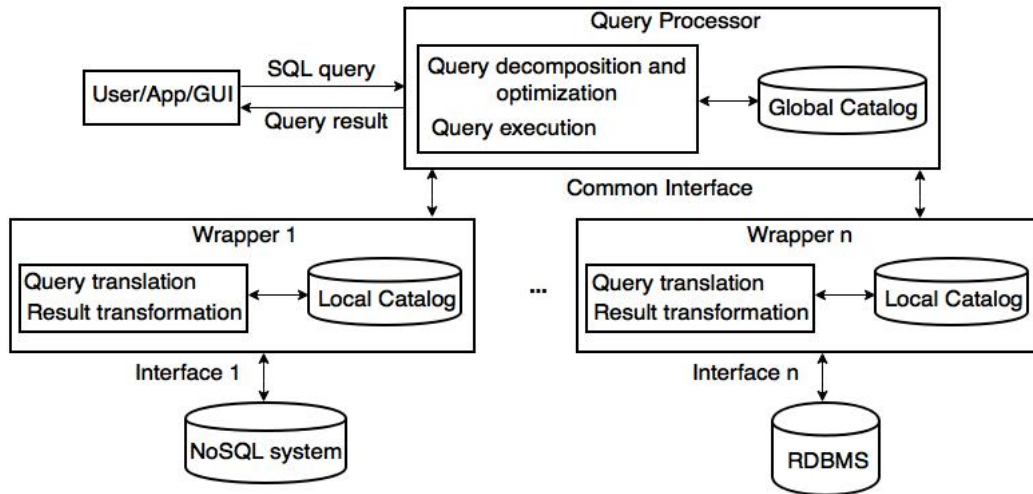 Query Processor
SQL query
User/App/GUI
Query result
Query decomposition and
optimization
Query execution
Global Catalog
Common Interface
Wrapper 1
Query translation
Result transformation
Local Catalog
...
Wrapper n
Query translation
Result transformation
Local Catalog
Interface 1
Interface n
NoSQL system
RDBMS